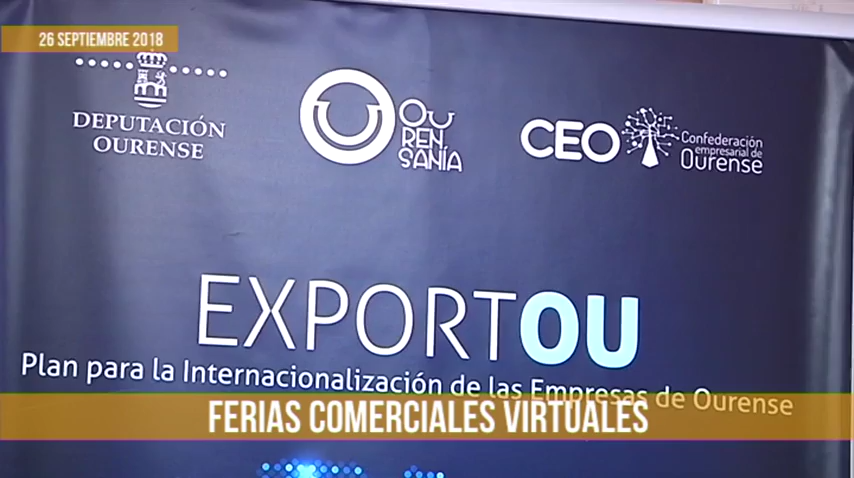 26 SEPTIEMBRE 2018
DEPUTACIÓN
OURENSE
OU
REN
SANÍA
CEO
Confederación
empresarial de
Ourense
EXPORTOU
Plan para la Internacionalización de las Empresas de Ourense
FERIAS COMERCIALES VIRTUALES